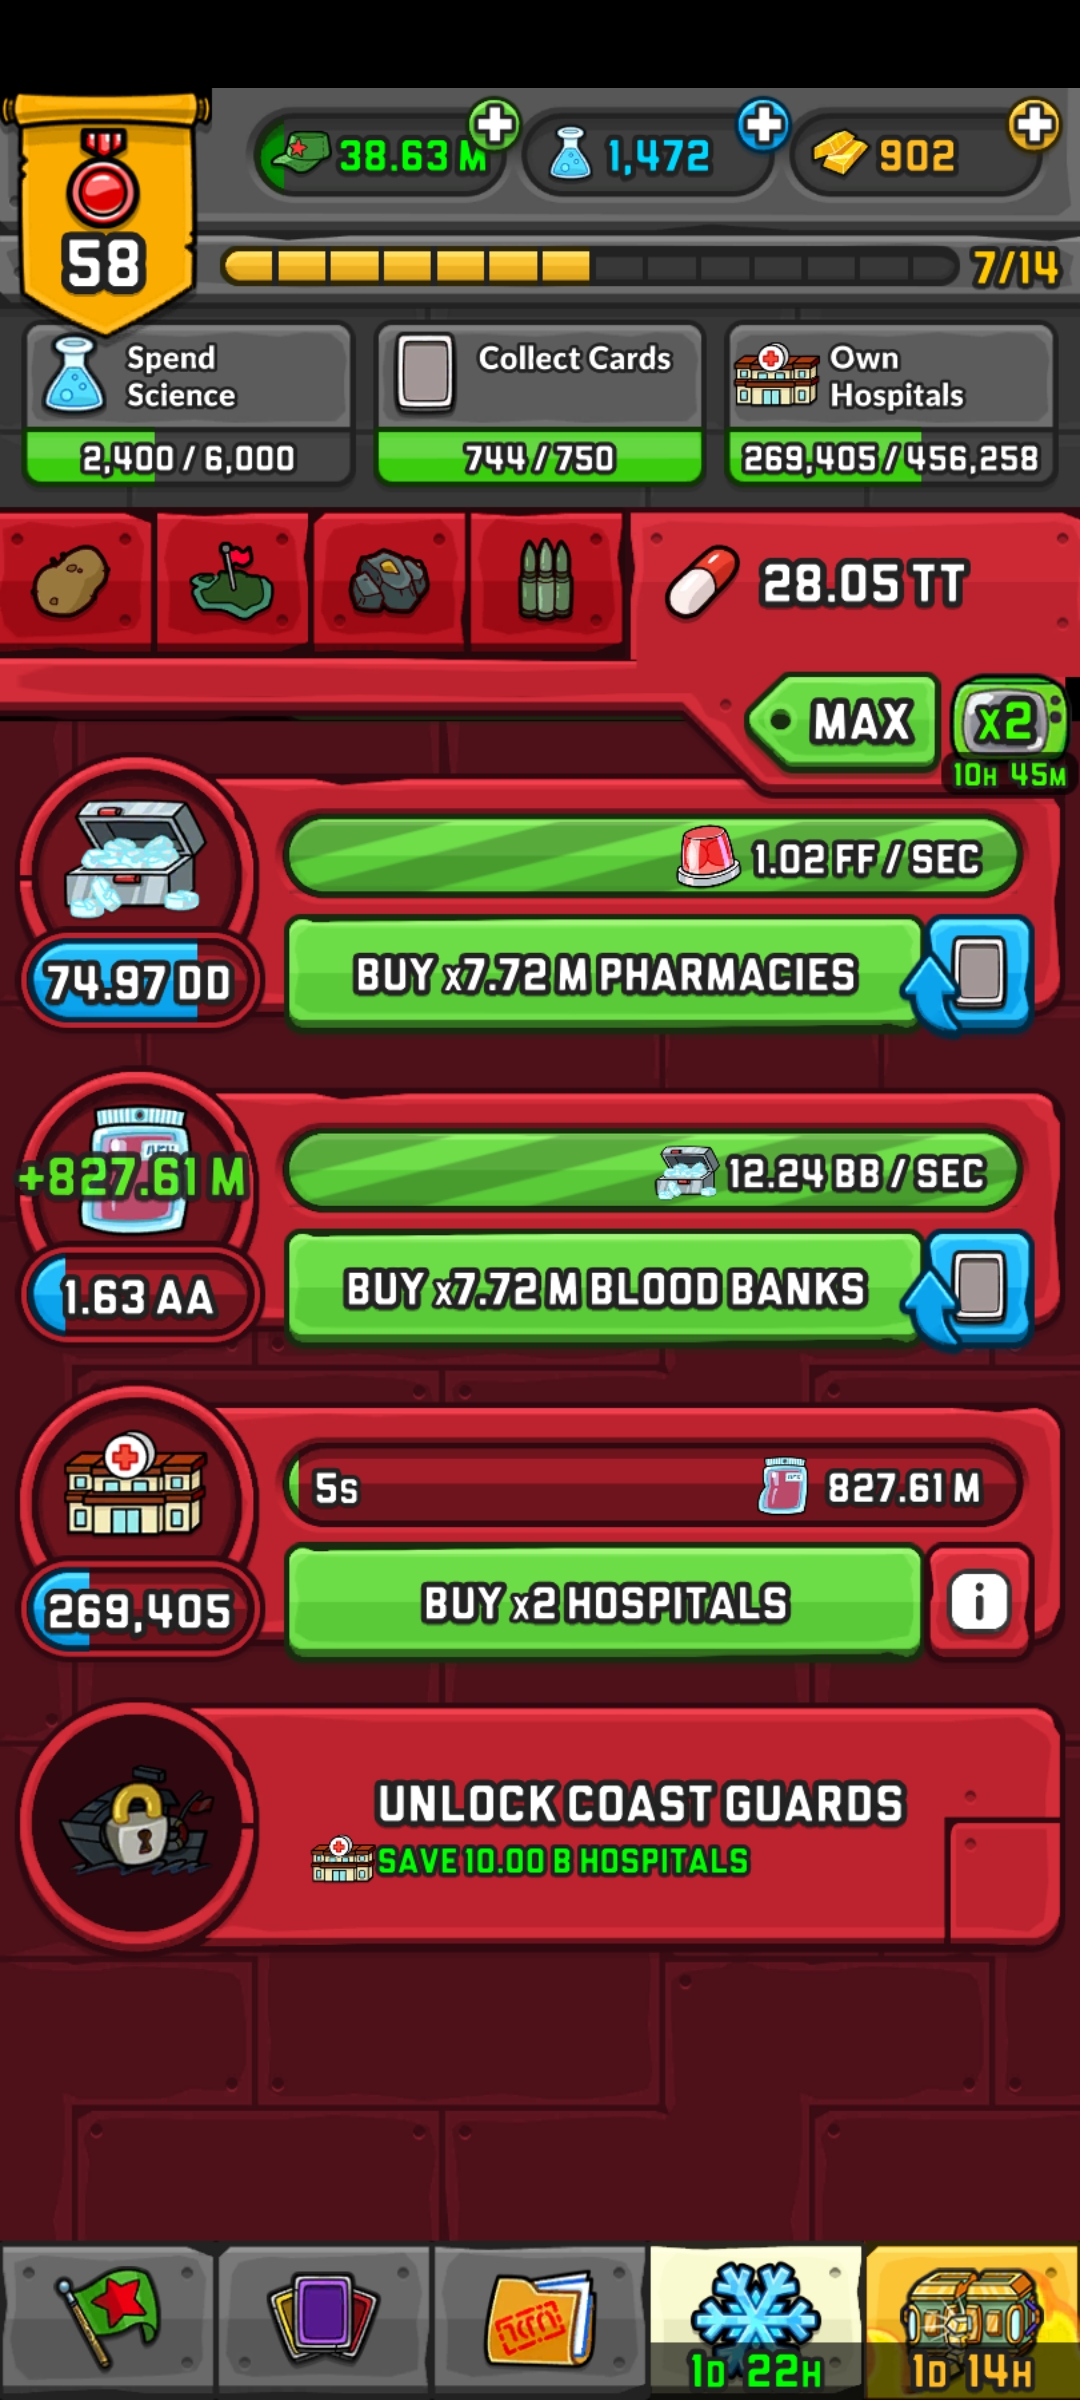 58
38.63 M
1,472
902
7/14
Spend
Science
2,400 / 6,000
Collect Cards
744 / 750
Own
Hospitals
269,405 / 456,258
28.05 TT
MAX
x2
10H 45M
1.02 FF / SEC
74.97 DD
BUY x7.72 M PHARMACIES
+827.61 M
12.24 BB / SEC
1.63 AA
BUY x7.72 M BLOOD BANKS
5s
827.61 M
269,405
BUY x2 HOSPITALS
i
UNLOCK COAST GUARDS
SAVE 10.00 B HOSPITALS
1D 22H
1D 14H